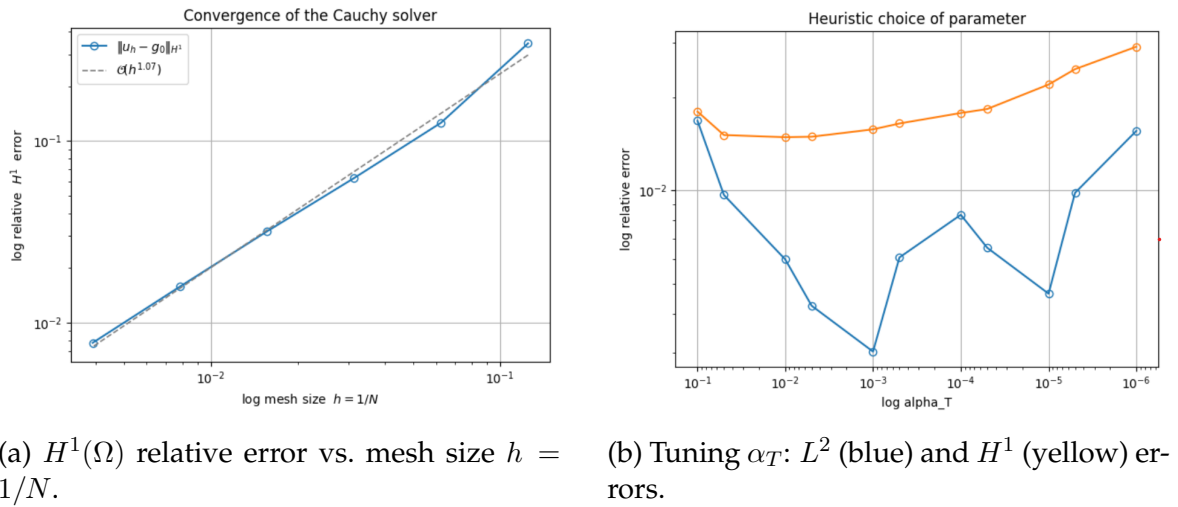 Convergence of the Cauchy solver
‖u_h − g_0‖_{H^1}
𝒪(h^{1.07})
log relative H^1 error
10^{-1}
10^{-2}
10^{-2}
10^{-1}
log mesh size h = 1/N
Heuristic choice of parameter
log relative error
10^{-2}
10^{-1}
10^{-2}
10^{-3}
10^{-4}
10^{-5}
10^{-6}
log alpha_T
(a) H^1(Ω) relative error vs. mesh size h =
1/N.
(b) Tuning α_T: L^2 (blue) and H^1 (yellow) er-
rors.